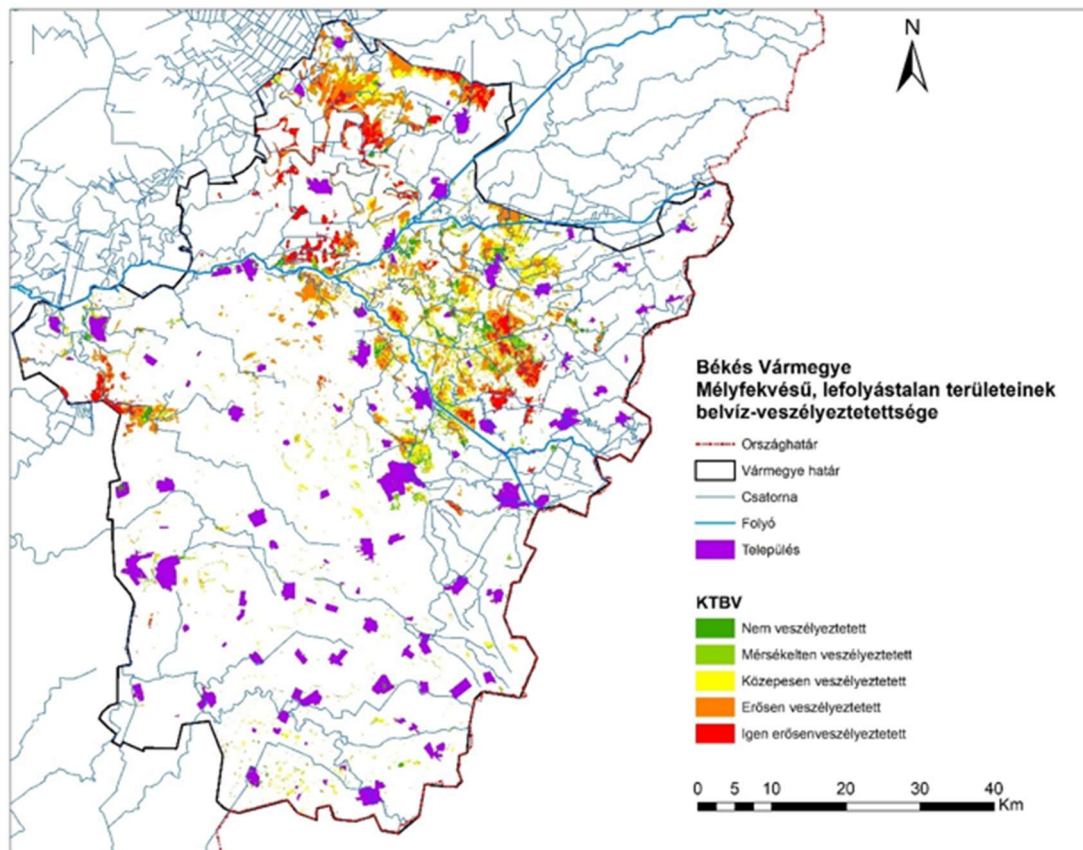 N
Békés Vármegye
Mélyfekvésű, lefolyástalan területeinek
belvíz-veszélyeztetettsége
Országhatár
Vármegye határ
Csatorna
Folyó
Település
KTBV
Nem veszélyeztetett
Mérsékelten veszélyeztetett
Közepesen veszélyeztetett
Erősen veszélyeztetett
Igen erősenveszélyeztetett
0 5 10 20 30 40
Km